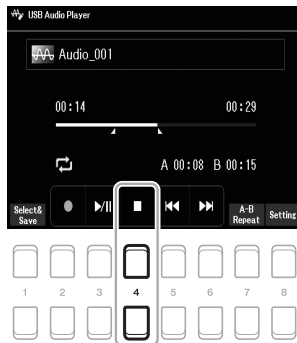 USB Audio Player
Audio_001
00:14 00:29
A 00:08 B 00:15
Select& Save A-B Repeat Setting
1 2 3 4 5 6 7 8